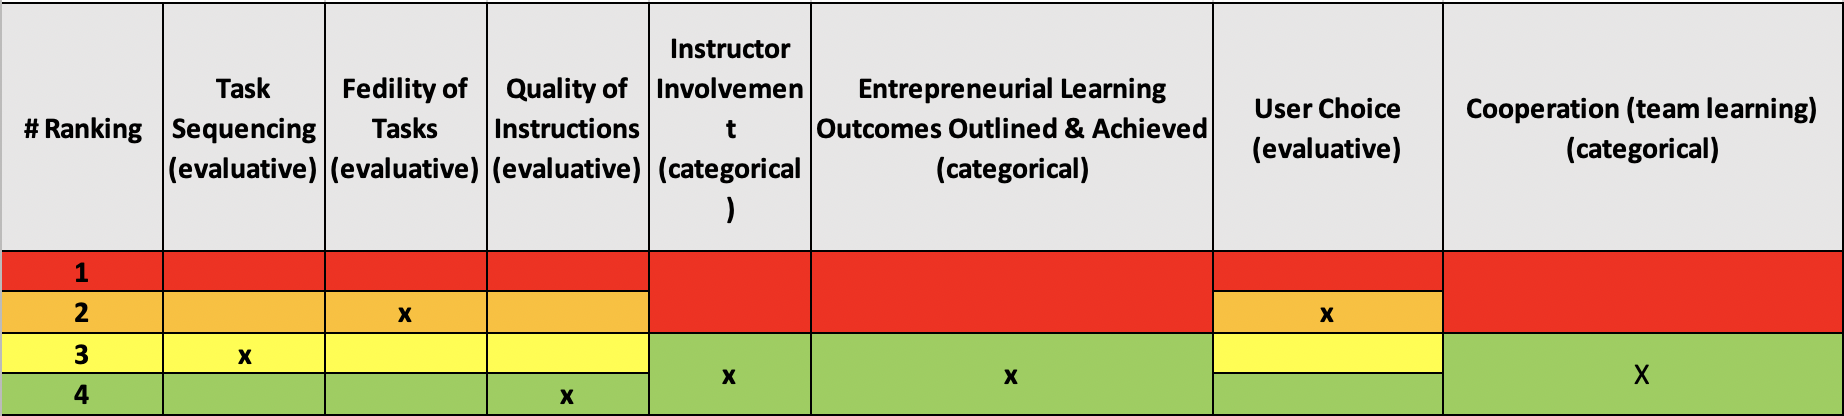 # Ranking
Task
Sequencing
(evaluative)
Fedility of
Tasks
(evaluative)
Quality of
Instructions
(evaluative)
Instructor
Involvemen
t
(categorical
)
Entrepreneurial Learning
Outcomes Outlined & Achieved
(categorical)
User Choice
(evaluative)
Cooperation (team learning)
(categorical)
1
2 x x
3 x
x x X
4 x